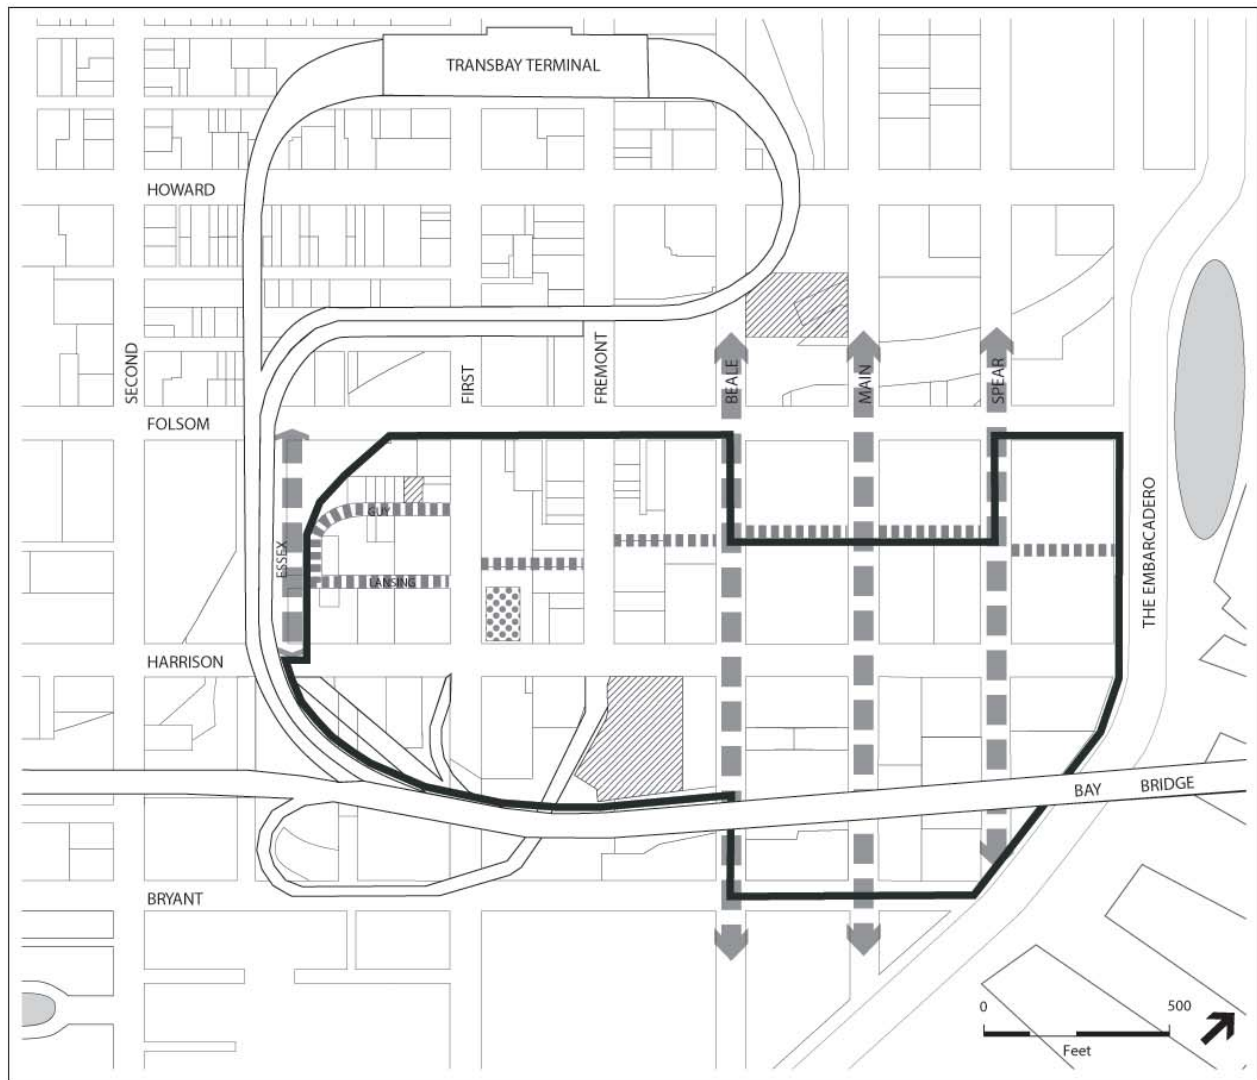 TRANSBAY TERMINAL
HOWARD
SECOND
FIRST
FREMONT
BEALE
MAIN
SPEAR
FOLSOM
GUY
ESSEX
LANSING
THE EMBARCADERO
HARRISON
BAY BRIDGE
BRYANT
0 500
Feet